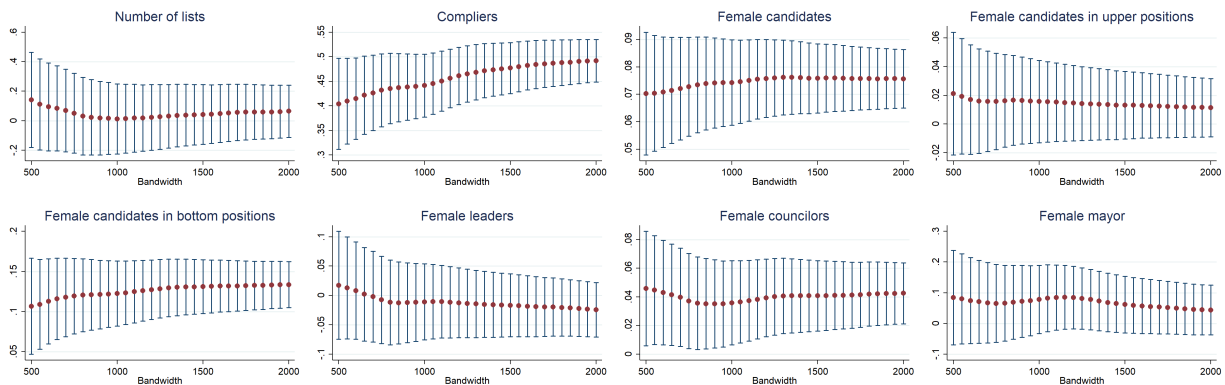 Number of lists
.6
.4
.2
0
-.2
500 1000 1500 2000
Bandwidth
Compliers
.55
.5
.45
.4
.35
.3
500 1000 1500 2000
Bandwidth
Female candidates
.09
.08
.07
.06
.05
500 1000 1500 2000
Bandwidth
Female candidates in upper positions
.06
.04
.02
0
-.02
500 1000 1500 2000
Bandwidth
Female candidates in bottom positions
.2
.15
.1
.05
500 1000 1500 2000
Bandwidth
Female leaders
.1
.05
0
-.05
-.1
500 1000 1500 2000
Bandwidth
Female councilors
.08
.06
.04
.02
0
500 1000 1500 2000
Bandwidth
Female mayor
.3
.2
.1
0
-.1
500 1000 1500 2000
Bandwidth